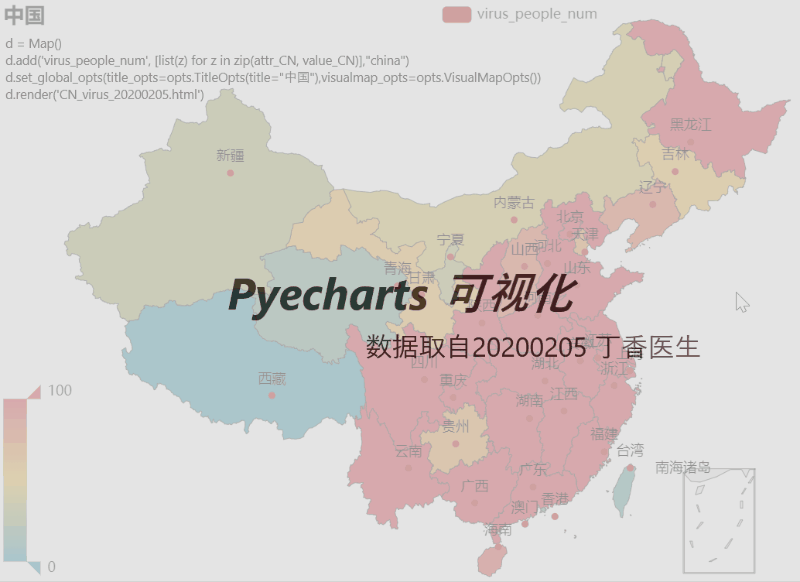 中国
virus_people_num
d = Map()
d.add('virus_people_num', [list(z) for z in zip(attr_CN, value_CN)],"china")
d.set_global_opts(title_opts=opts.TitleOpts(title="中国"),visualmap_opts=opts.VisualMapOpts())
d.render('CN_virus_20200205.html')
黑龙江
吉林
新疆
辽宁
内蒙古
北京
天津
宁夏
山西
河北
青海
山东
甘肃
Pyecharts 可视化
数据取自20200205 丁香医生
四川
湖北
浙江
西藏
重庆
100
江西
湖南
贵州
福建
云南
台湾
广东
南海诸岛
广西
香港
澳门
海南
0